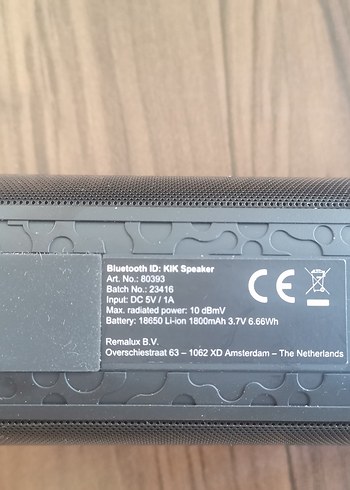 Bluetooth ID: KIK Speaker
Art. No.: 80393
Batch No.: 23416
Input: DC 5V / 1A
Max. radiated power: 10 dBmV
Battery: 18650 Li-ion 1800mAh 3.7V 6.66Wh
Remalux B.V.
Overschiestraat 63 – 1062 XD Amsterdam – The Netherlands
CE